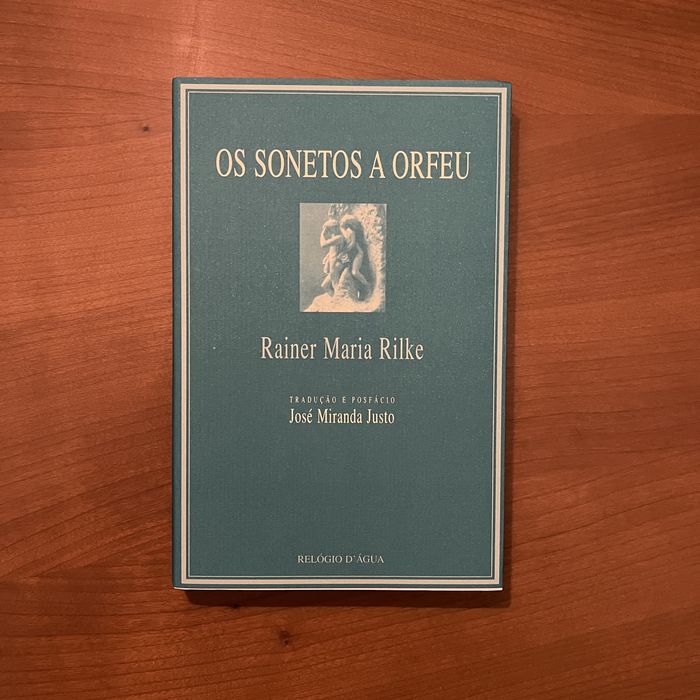 OS SONETOS A ORFEU
Rainer Maria Rilke
TRADUÇÃO E POSFÁCIO
José Miranda Justo
RELÓGIO D'ÁGUA